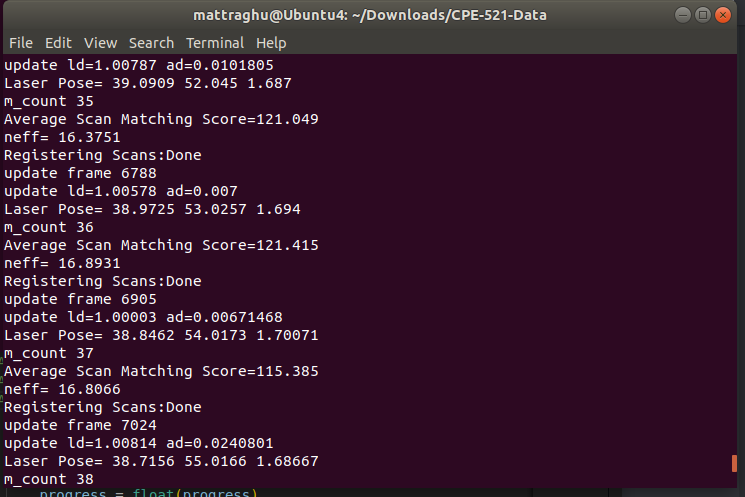 mattraghu@Ubuntu4: ~/Downloads/CPE-521-Data
File Edit View Search Terminal Help
update ld=1.00787 ad=0.0101805
Laser Pose= 39.0909 52.045 1.687
m_count 35
Average Scan Matching Score=121.049
neff= 16.3751
Registering Scans:Done
update frame 6788
update ld=1.00578 ad=0.007
Laser Pose= 38.9725 53.0257 1.694
m_count 36
Average Scan Matching Score=121.415
neff= 16.8931
Registering Scans:Done
update frame 6905
update ld=1.00003 ad=0.00671468
Laser Pose= 38.8462 54.0173 1.70071
m_count 37
Average Scan Matching Score=115.385
neff= 16.8066
Registering Scans:Done
update frame 7024
update ld=1.00814 ad=0.0240801
Laser Pose= 38.7156 55.0166 1.68667
m_count 38
progress = float(progress)